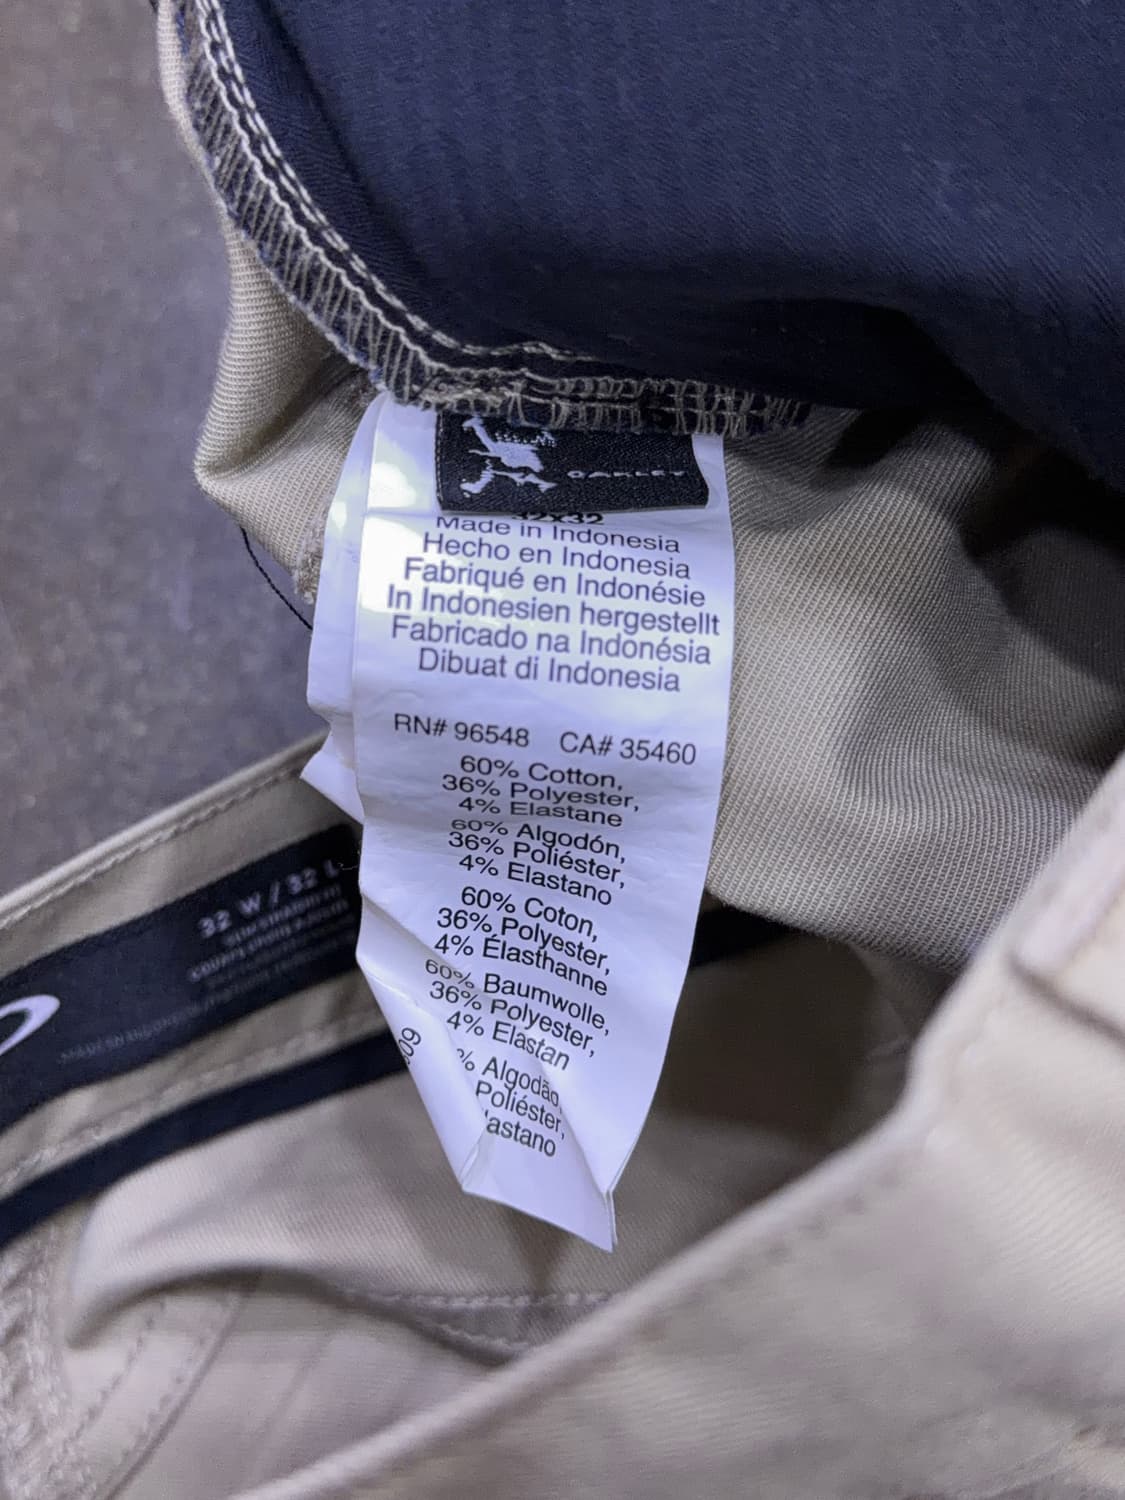 OAKLEY
32x32
Made in Indonesia
Hecho en Indonesia
Fabriqué en Indonésie
In Indonesien hergestellt
Fabricado na Indonésia
Dibuat di Indonesia
RN# 96548 CA# 35460
60% Cotton,
36% Polyester,
4% Elastane
60% Algodón,
36% Poliéster,
4% Elastano
60% Coton,
36% Polyester,
4% Élasthanne
60% Baumwolle,
36% Polyester,
4% Elastan
% Algodão,
Poliéster,
astano
609
32 W / 32 L